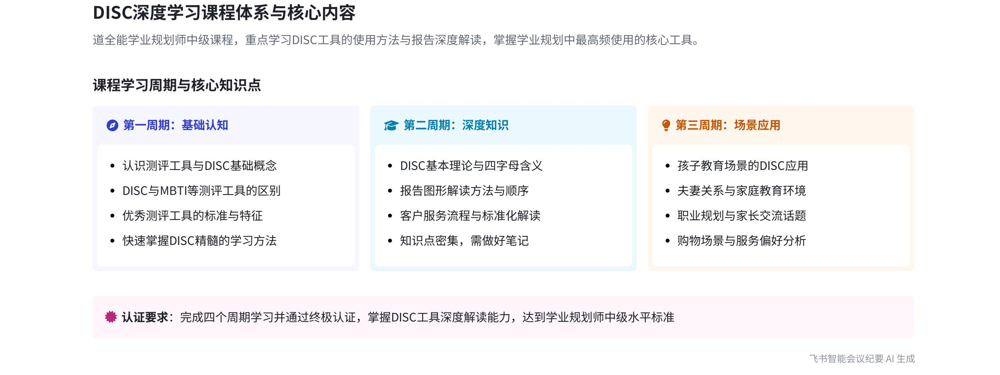 DISC深度学习课程体系与核心内容
道全能学业规划师中级课程，重点学习DISC工具的使用方法与报告深度解读，掌握学业规划中最高频使用的核心工具。
课程学习周期与核心知识点
第一周期：基础认知
认识测评工具与DISC基础概念
DISC与MBTI等测评工具的区别
优秀测评工具的标准与特征
快速掌握DISC精髓的学习方法
第二周期：深度知识
DISC基本理论与四字母含义
报告图形解读方法与顺序
客户服务流程与标准化解读
知识点密集，需做好笔记
第三周期：场景应用
孩子教育场景的DISC应用
夫妻关系与家庭教育环境
职业规划与家长交流话题
购物场景与服务偏好分析
认证要求：完成四个周期学习并通过终极认证，掌握DISC工具深度解读能力，达到学业规划师中级水平标准
飞书智能会议纪要 AI 生成